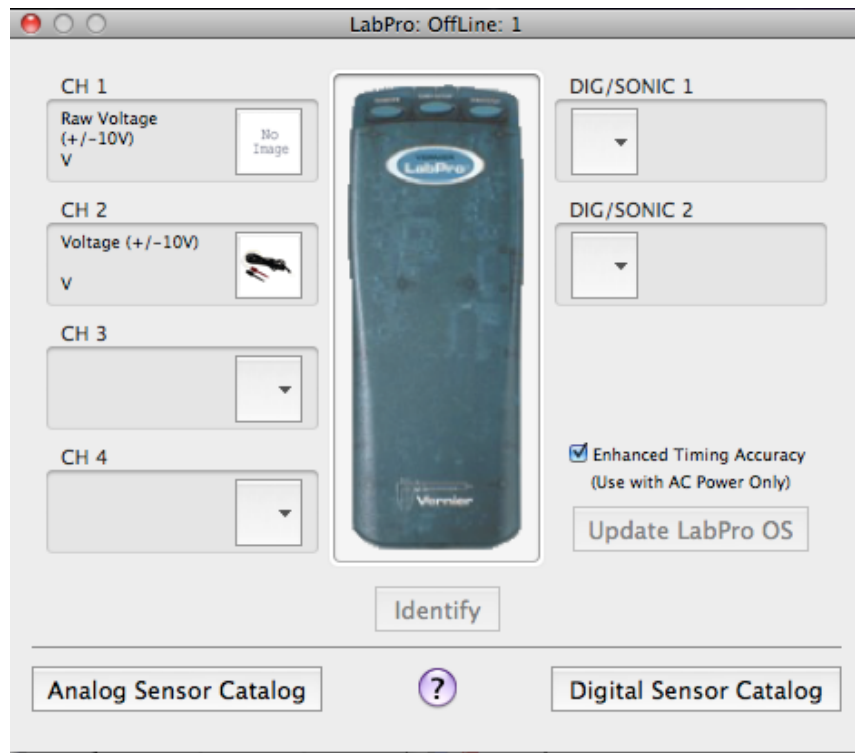 LabPro: OffLine: 1
CH 1
Raw Voltage
(+/-10V)
V
No
Image
CH 2
Voltage (+/-10V)
V
CH 3
CH 4
VERNIER
LabPro
Vernier
DIG/SONIC 1
DIG/SONIC 2
Enhanced Timing Accuracy
(Use with AC Power Only)
Update LabPro OS
Identify
Analog Sensor Catalog
?
Digital Sensor Catalog